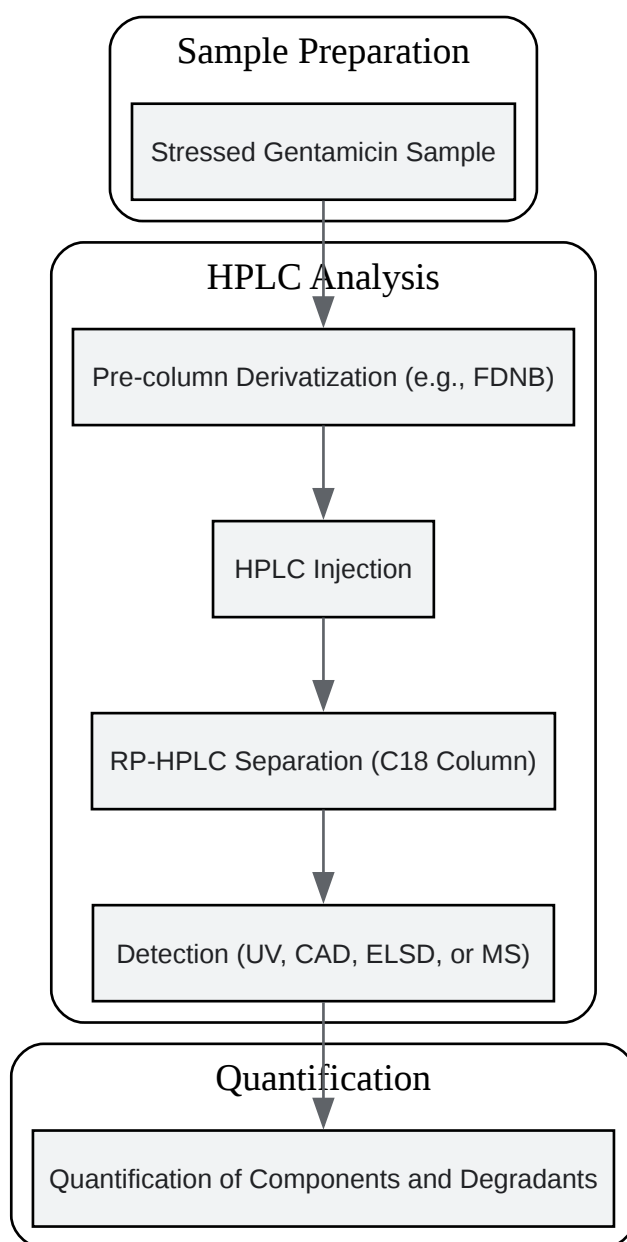 Sample Preparation
Stressed Gentamicin Sample
HPLC Analysis
Pre-column Derivatization (e.g., FDNB)
HPLC Injection
RP-HPLC Separation (C18 Column)
Detection (UV, CAD, ELSD, or MS)
Quantification
Quantification of Components and Degradants